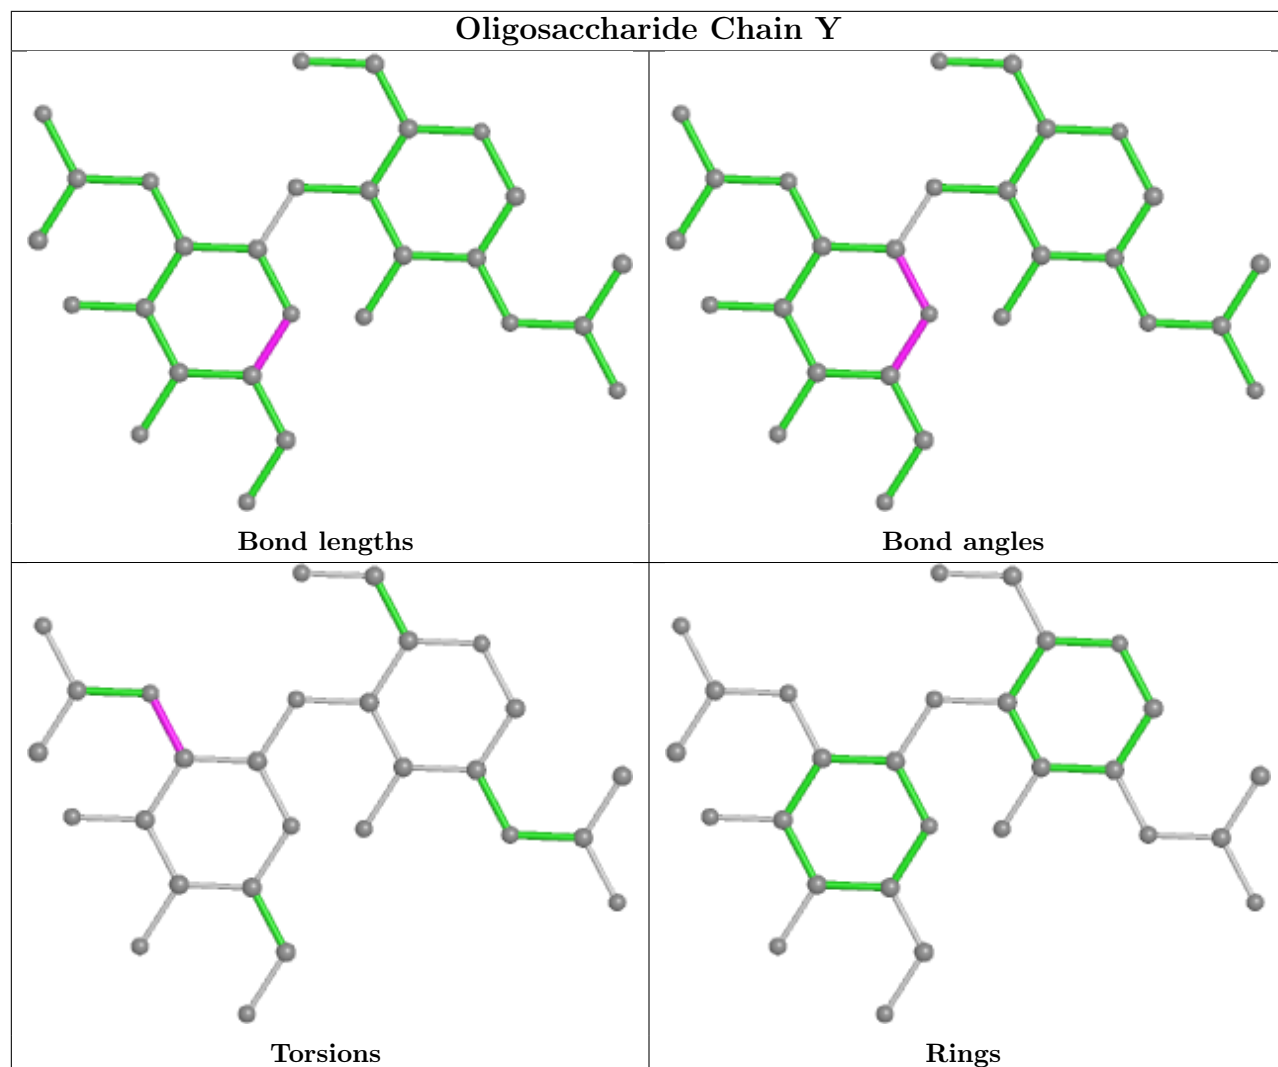 Oligosaccharide Chain Y
Bond lengths
Bond angles
Torsions
Rings